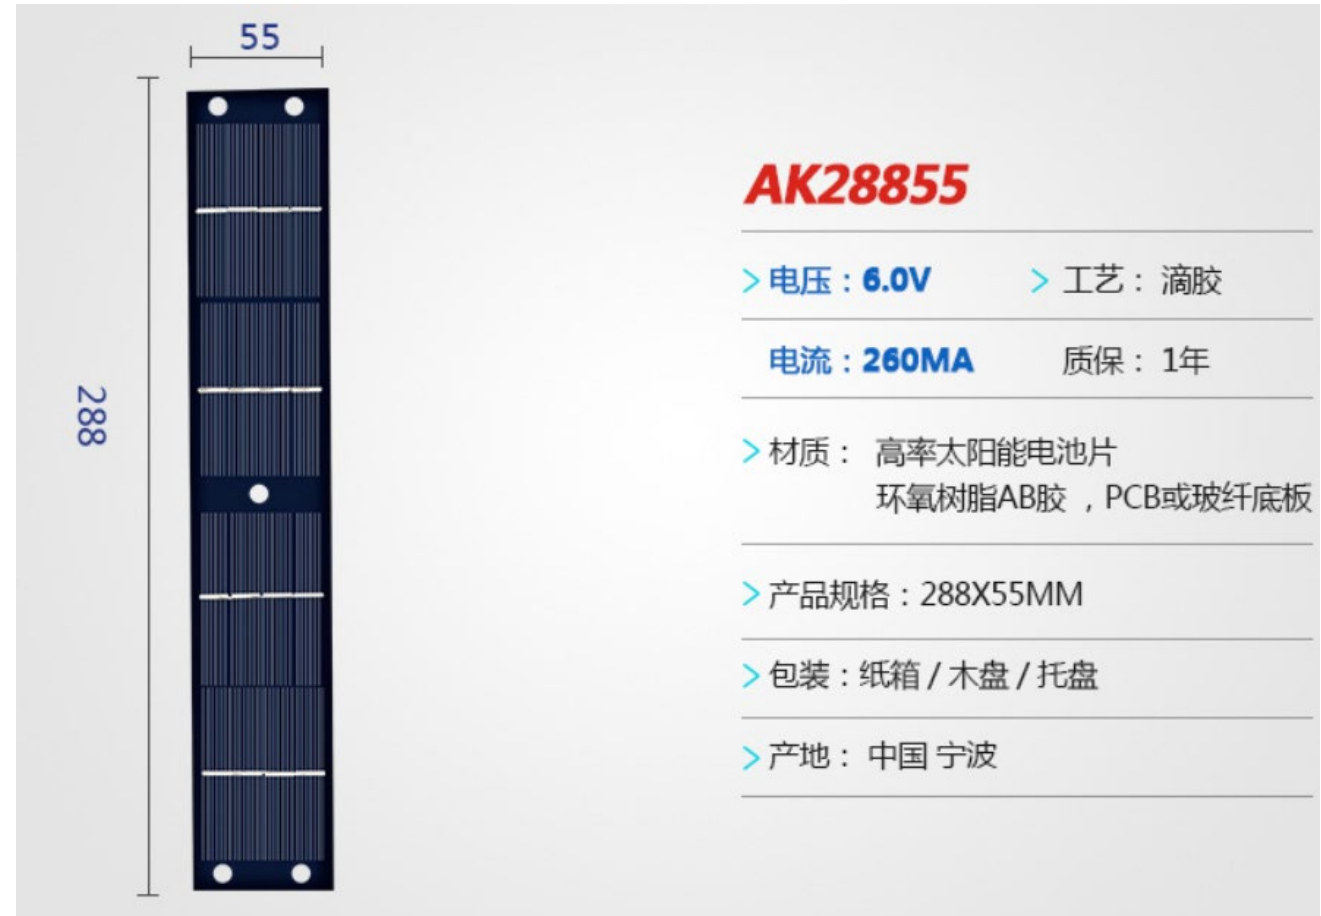 55
288
AK28855
> 电压：6.0V > 工艺： 滴胶
电流：260MA 质保： 1年
> 材质： 高率太阳能电池片
环氧树脂AB胶 ，PCB或玻纤底板
> 产品规格：288X55MM
> 包装：纸箱 / 木盘 / 托盘
> 产地： 中国 宁波